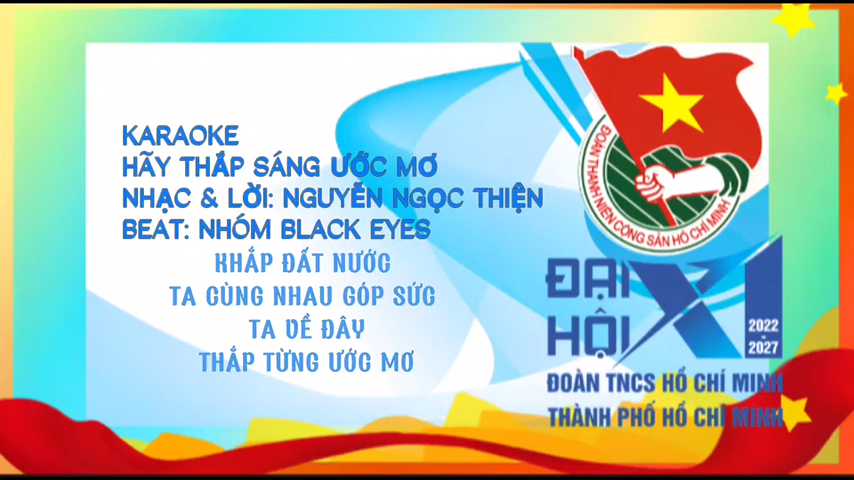 KARAOKE
HÃY THẮP SÁNG ƯỚC MƠ
NHẠC & LỜI: NGUYỄN NGỌC THIỆN
BEAT: NHÓM BLACK EYES
KHẮP ĐẤT NƯỚC
TA CÙNG NHAU GÓP SỨC
TA VỀ ĐÂY
THẮP TỪNG ƯỚC MƠ
ĐOÀN THANH NIÊN CỘNG SẢN HỒ CHÍ MINH
ĐẠI
HỘI
XI
2022
-
2027
ĐOÀN TNCS HỒ CHÍ MINH
THÀNH PHỐ HỒ CHÍ MINH